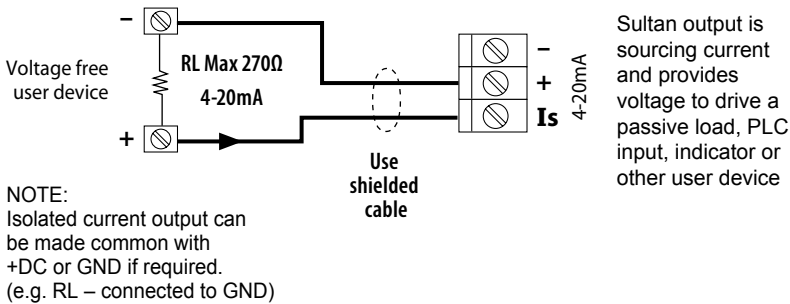 −
Voltage free
user device
RL Max 270Ω
4-20mA
+
Use
shielded
cable
−
+
Is
4-20mA
Sultan output is
sourcing current
and provides
voltage to drive a
passive load, PLC
input, indicator or
other user device
NOTE:
Isolated current output can
be made common with
+DC or GND if required.
(e.g. RL – connected to GND)